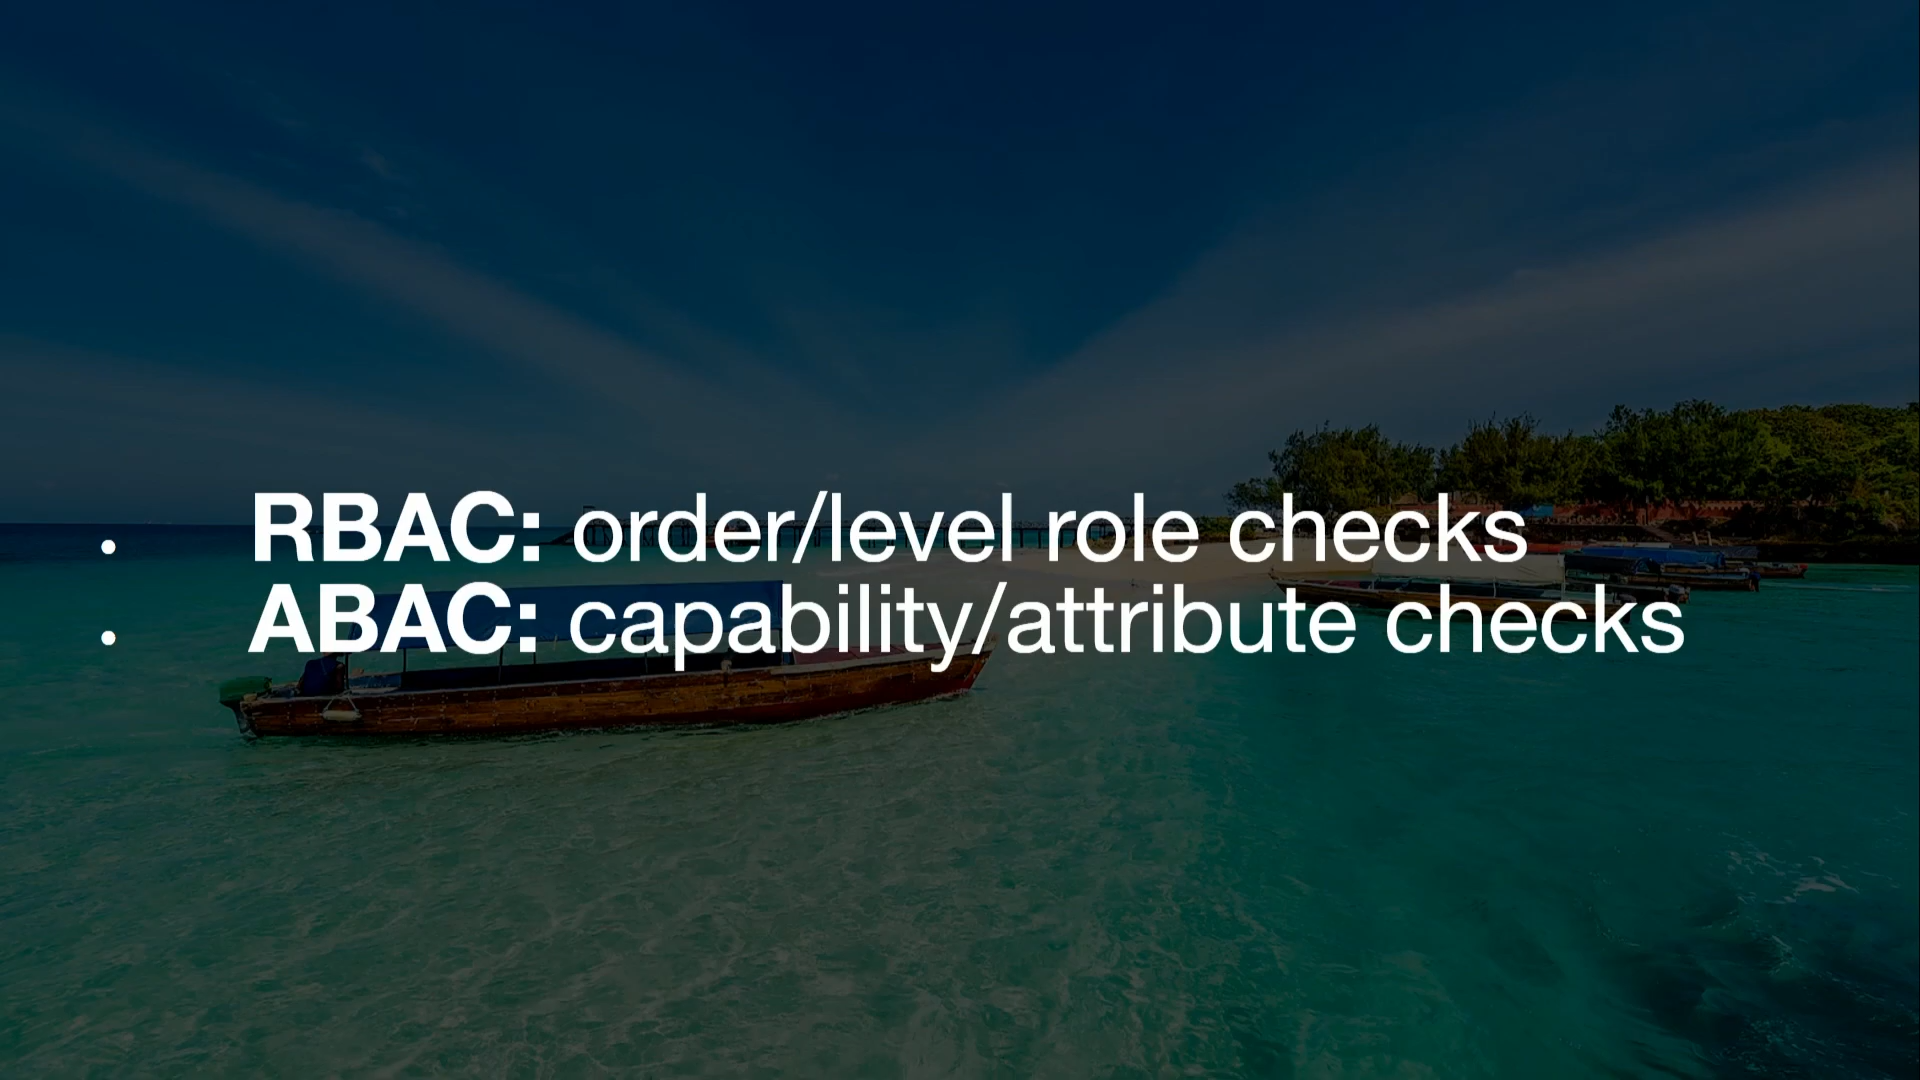 • RBAC: order/level role checks
• ABAC: capability/attribute checks